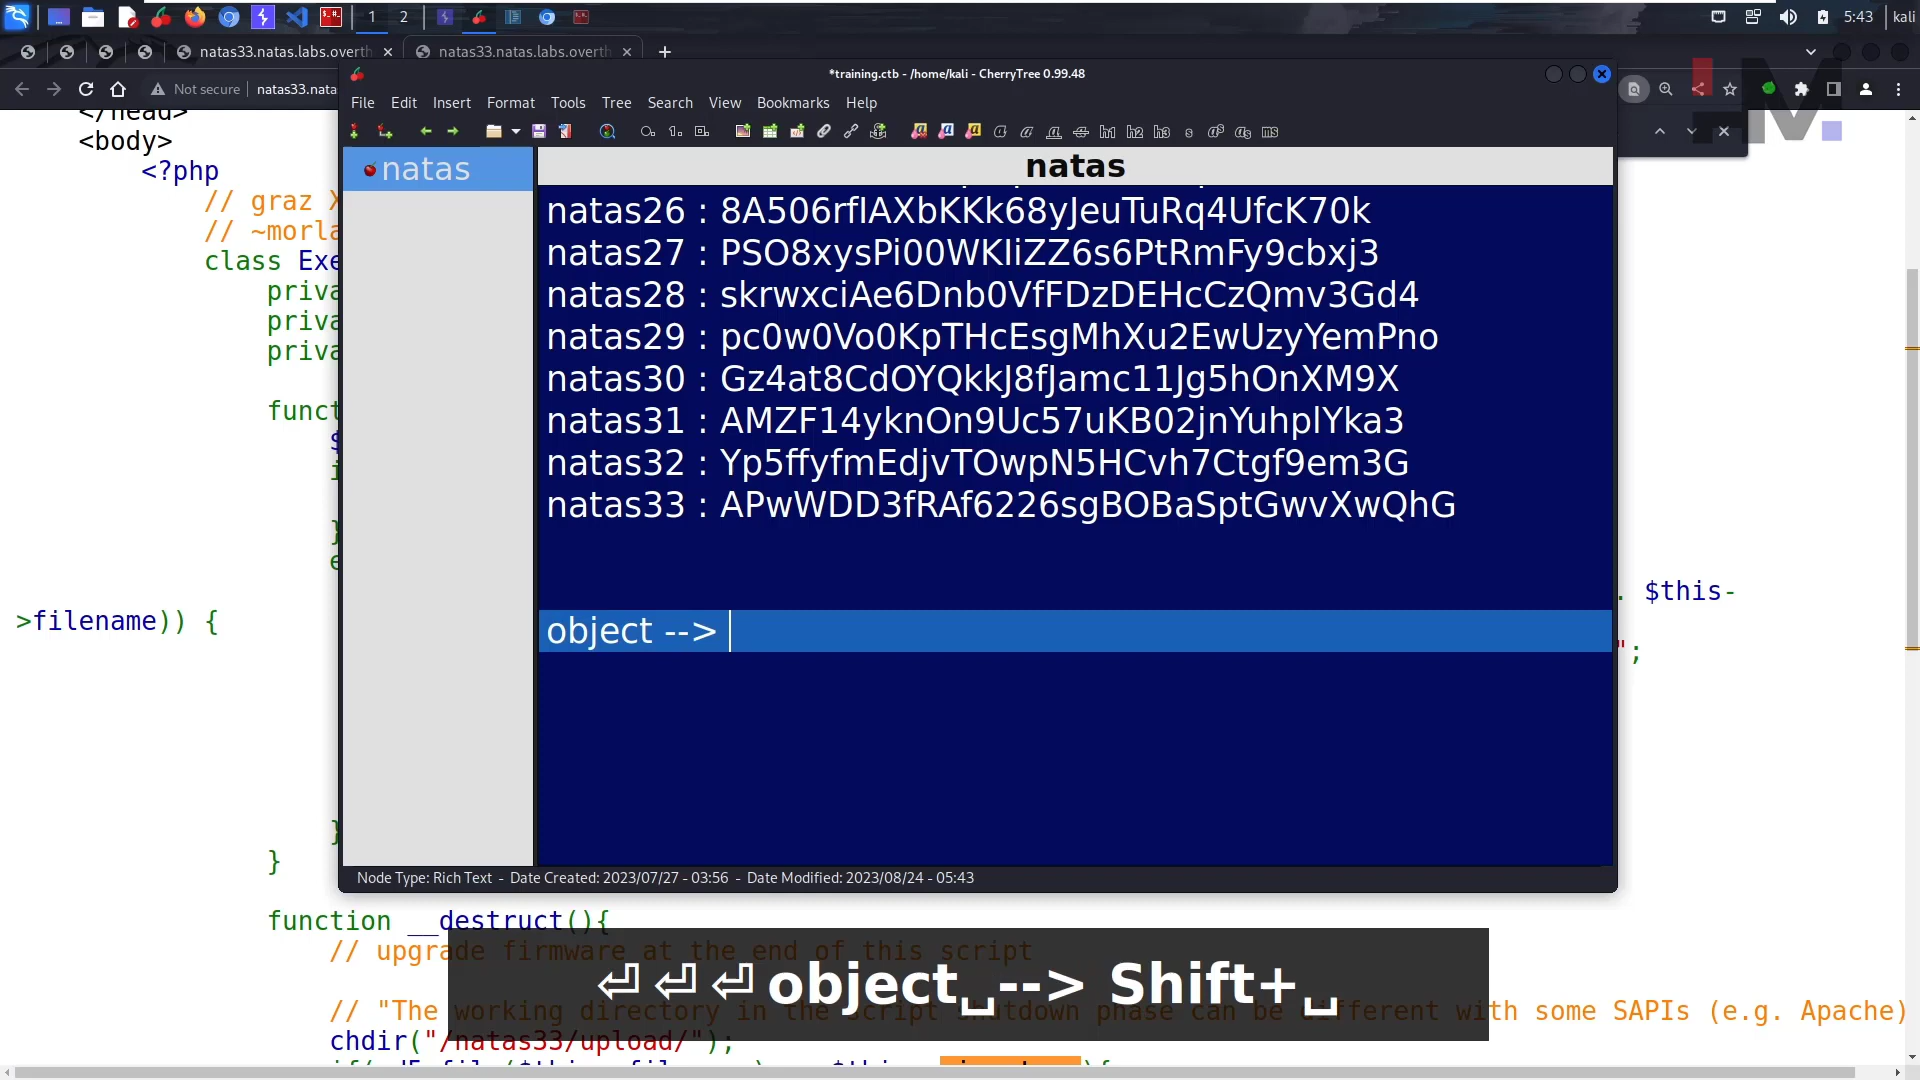 1 2
5:43 kali
natas33.natas.labs.overth
natas33.natas.labs.overth
Not secure natas33.nata
*training.ctb - /home/kali - CherryTree 0.99.48
File Edit Insert Format Tools Tree Search View Bookmarks Help
natas
natas
natas26 : 8A506rfIAXbKKk68yJeuTuRq4UfcK70k
natas27 : PSO8xysPi00WKIiZZ6s6PtRmFy9cbxj3
natas28 : skrwxciAe6Dnb0VfFDzDEHcCzQmv3Gd4
natas29 : pc0w0Vo0KpTHcEsgMhXu2EwUzyYemPno
natas30 : Gz4at8CdOYQkkJ8fJamc11Jg5hOnXM9X
natas31 : AMZF14yknOn9Uc57uKB02jnYuhplYka3
natas32 : Yp5ffyfmEdjvTOwpN5HCvh7Ctgf9em3G
natas33 : APwWDD3fRAf6226sgBOBaSptGwvXwQhG
object -->
Node Type: Rich Text - Date Created: 2023/07/27 - 03:56 - Date Modified: 2023/08/24 - 05:43
</head>
<body>
<?php
// graz X
// ~morla
class Exe
priva
priva
priva
funct
. $this-
>filename)) {
";
}
}
function __destruct(){
// upgrade firmware at the end of this script
// "The working directory in the script shutdown phase can be different with some SAPIs (e.g. Apache)
chdir("/natas33/upload/");
⏎⏎⏎object␣--> Shift+␣